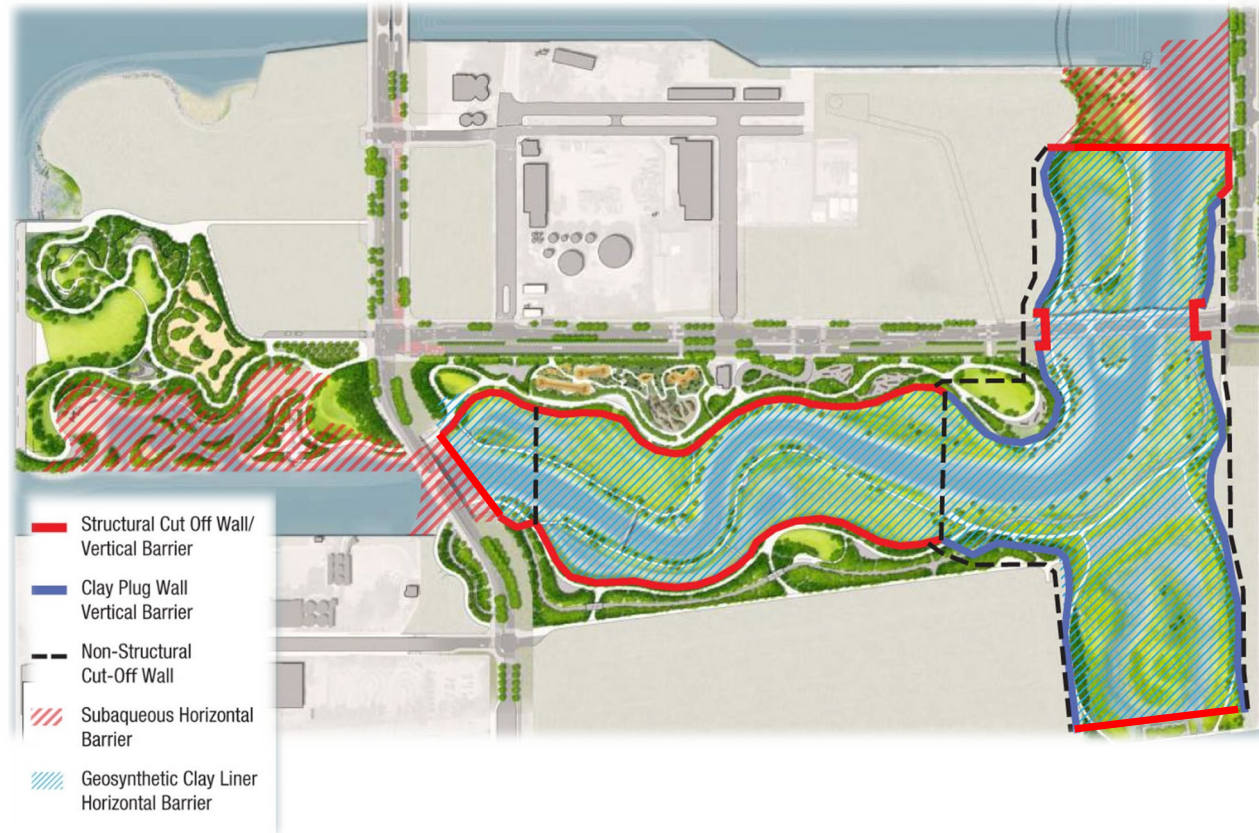 Structural Cut Off Wall/
Vertical Barrier
Clay Plug Wall
Vertical Barrier
Non-Structural
Cut-Off Wall
Subaqueous Horizontal
Barrier
Geosynthetic Clay Liner
Horizontal Barrier